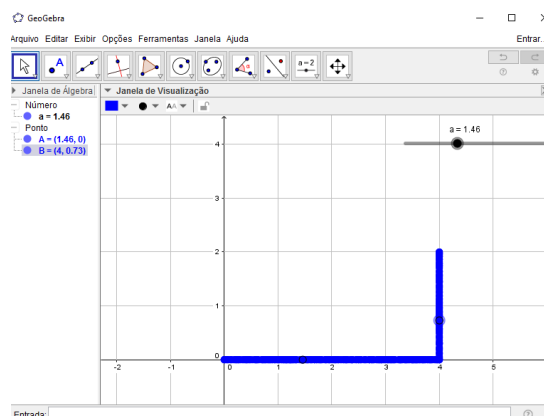 GeoGebra
Arquivo Editar Exibir Opções Ferramentas Janela Ajuda Entrar...
A a=2
Janela de Álgebra Janela de Visualização
Número
a = 1.46
Ponto
A = (1.46, 0)
B = (4, 0.73)
AA
a = 1.46
4
3
2
1
0
-2 -1 0 1 2 3 4 5
Entrada: